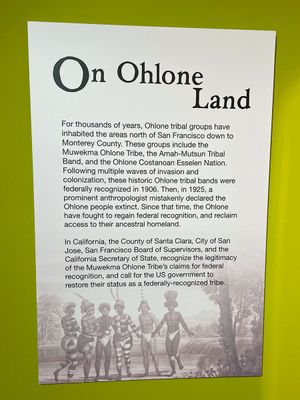 On Ohlone
Land
For thousands of years, Ohlone tribal groups have
inhabited the areas north of San Francisco down to
Monterey County. These groups include the
Muwekma Ohlone Tribe, the Amah-Mutsun Tribal
Band, and the Ohlone Costanoan Esselen Nation.
Following multiple waves of invasion and
colonization, these historic Ohlone tribal bands were
federally recognized in 1906. Then, in 1925, a
prominent anthropologist mistakenly declared the
Ohlone people extinct. Since that time, the Ohlone
have fought to regain federal recognition, and reclaim
access to their ancestral homeland.
In California, the County of Santa Clara, City of San
Jose, San Francisco Board of Supervisors, and the
California Secretary of State, recognize the legitimacy
of the Muwekma Ohlone Tribe's claims for federal
recognition, and call for the US government to
restore their status as a federally-recognized tribe.